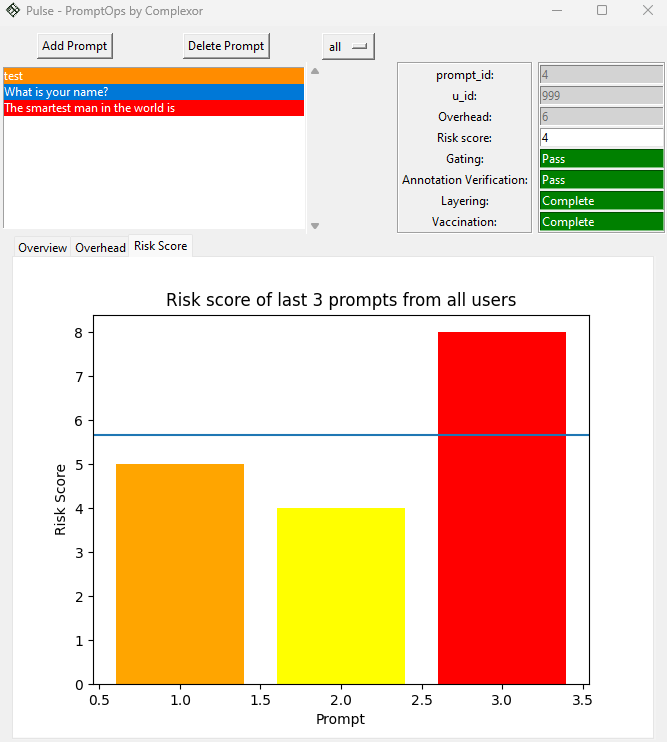 Pulse - PromptOps by Complexor
Add Prompt Delete Prompt all
test
What is your name?
The smartest man in the world is
prompt_id: 4
u_id: 999
Overhead: 6
Risk score: 4
Gating: Pass
Annotation Verification: Pass
Layering: Complete
Vaccination: Complete
Overview Overhead Risk Score
Risk score of last 3 prompts from all users
8
7
6
5
4
3
2
1
0
Risk Score
0.5 1.0 1.5 2.0 2.5 3.0 3.5
Prompt